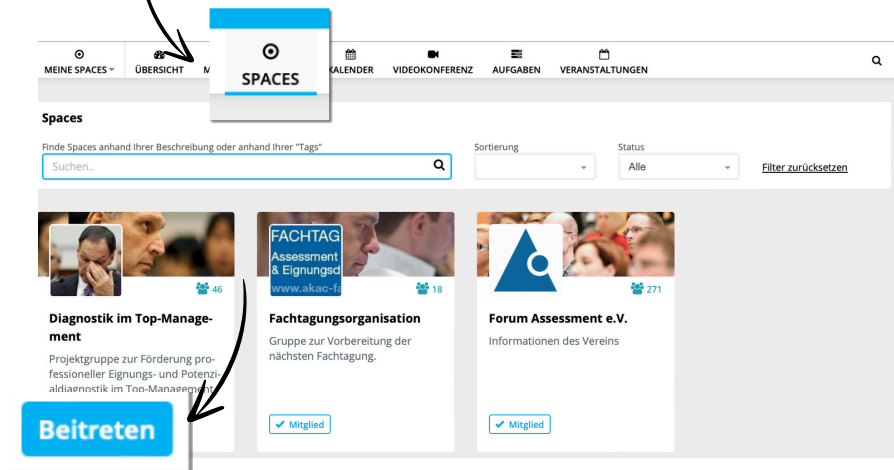 MEINE SPACES
ÜBERSICHT
M
SPACES
KALENDER
VIDEOKONFERENZ
AUFGABEN
VERANSTALTUNGEN
Spaces
Finde Spaces anhand Ihrer Beschreibung oder anhand Ihrer "Tags"
Suchen..
Sortierung
Status
Alle
Filter zurücksetzen
46
Diagnostik im Top-Manage-
ment
Projektgruppe zur Förderung pro-
fessioneller Eignungs- und Potenzi-
aldiagnostik im Top-Management
Beitreten
FACHTAG
Assessment
& Eignungsd
www.akac-fa
18
Fachtagungsorganisation
Gruppe zur Vorbereitung der
nächsten Fachtagung.
Mitglied
271
Forum Assessment e.V.
Informationen des Vereins
Mitglied